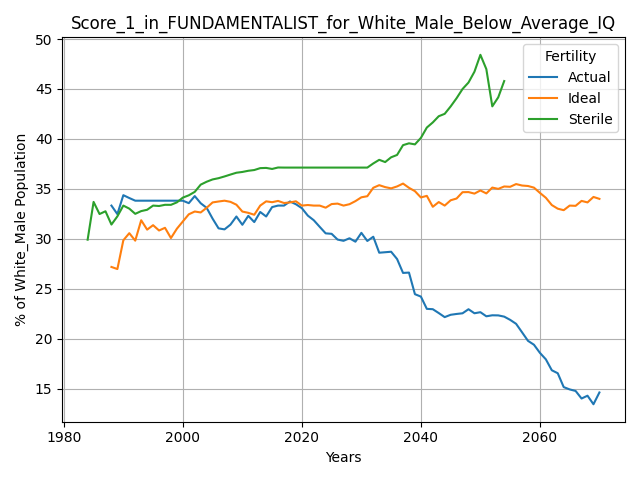 Score_1_in_FUNDAMENTALIST_for_White_Male_Below_Average_IQ
% of White_Male Population
50
45
40
35
30
25
20
15
Fertility
Actual
Ideal
Sterile
1980 2000 2020 2040 2060
Years